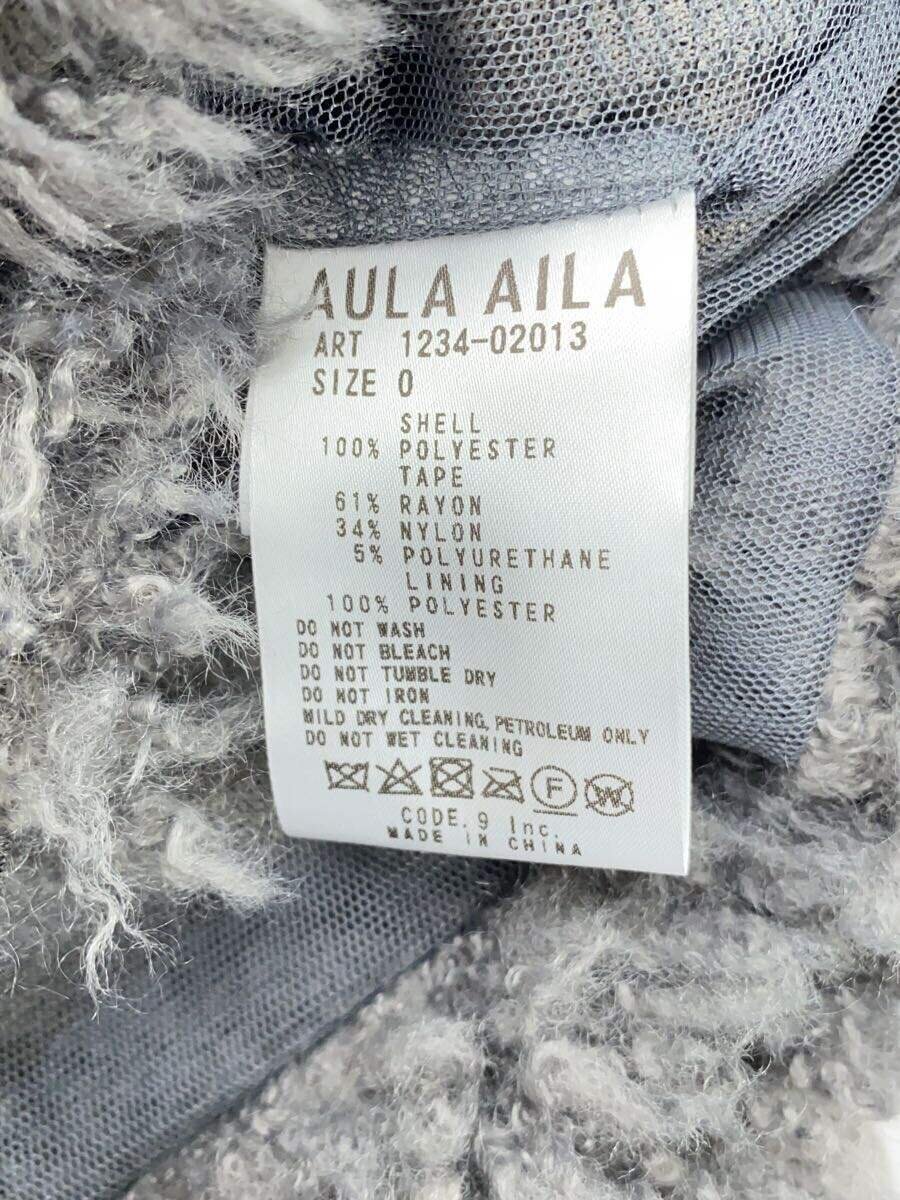 AULA AILA
ART 1234-02013
SIZE 0
SHELL
100% POLYESTER
TAPE
61% RAYON
34% NYLON
5% POLYURETHANE
LINING
100% POLYESTER
DO NOT WASH
DO NOT BLEACH
DO NOT TUMBLE DRY
DO NOT IRON
MILD DRY CLEANING, PETROLEUM ONLY
DO NOT WET CLEANING
F W
CODE. 9 Inc.
MADE IN CHINA